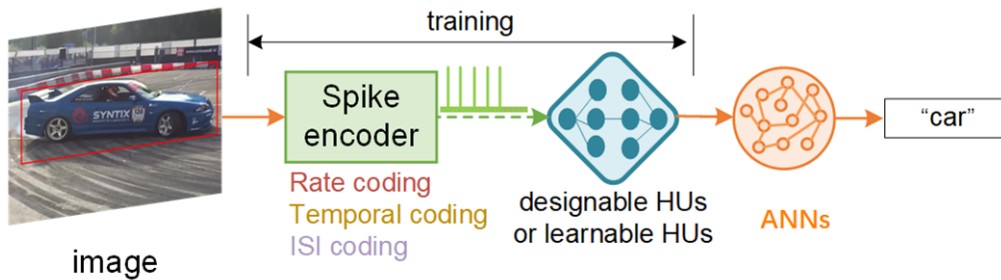 training
SYNTIX
Spike
encoder
"car"
Rate coding
Temporal coding
ISI coding
designable HUs
or learnable HUs
ANNs
image